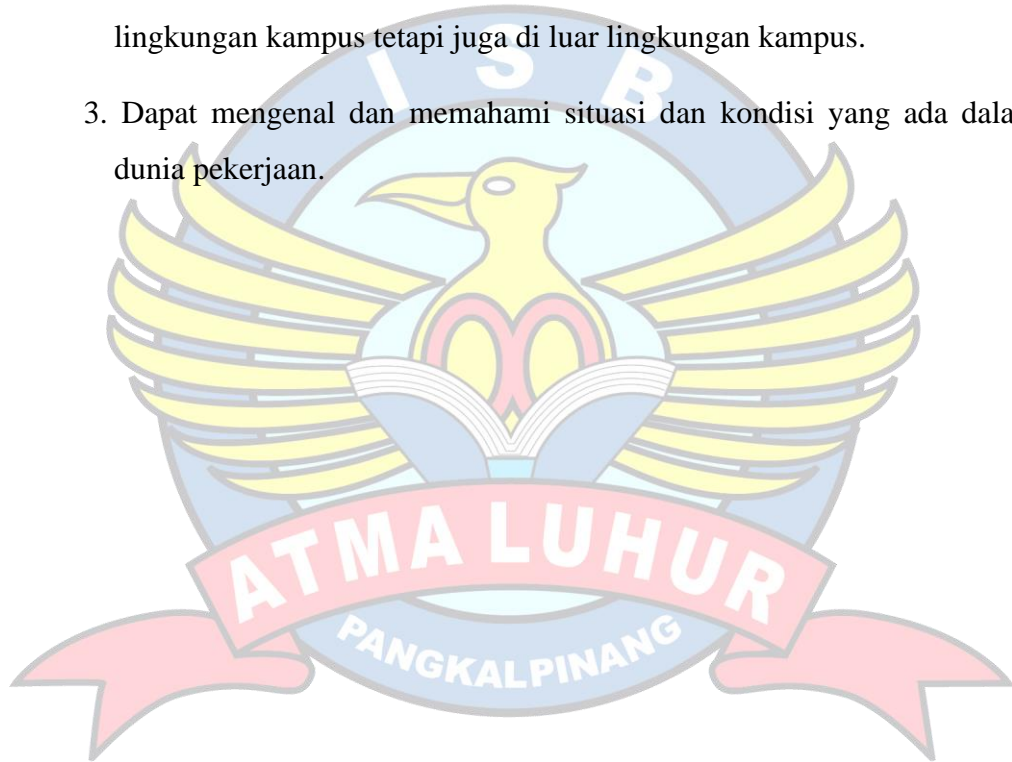 lingkungan kampus tetapi juga di luar lingkungan kampus.
I S B
3. Dapat mengenal dan memahami situasi dan kondisi yang ada dala
dunia pekerjaan.
ATMA LUHUR
PANGKALPINANG